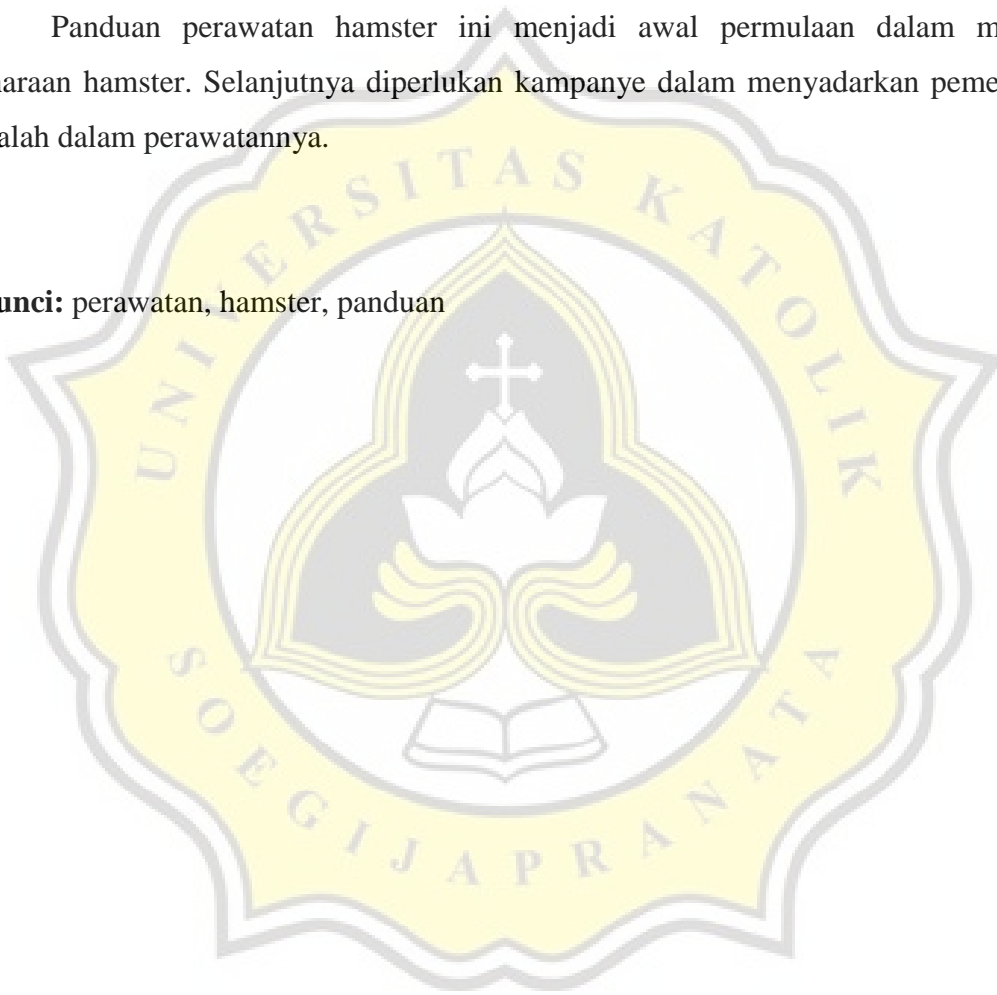 Panduan perawatan hamster ini menjadi awal permulaan dalam m
haraan hamster. Selanjutnya diperlukan kampanye dalam menyadarkan peme
alah dalam perawatannya.
unci: perawatan, hamster, panduan
UNIVERSITAS KATOLIK
SOEGIJAPRANATA